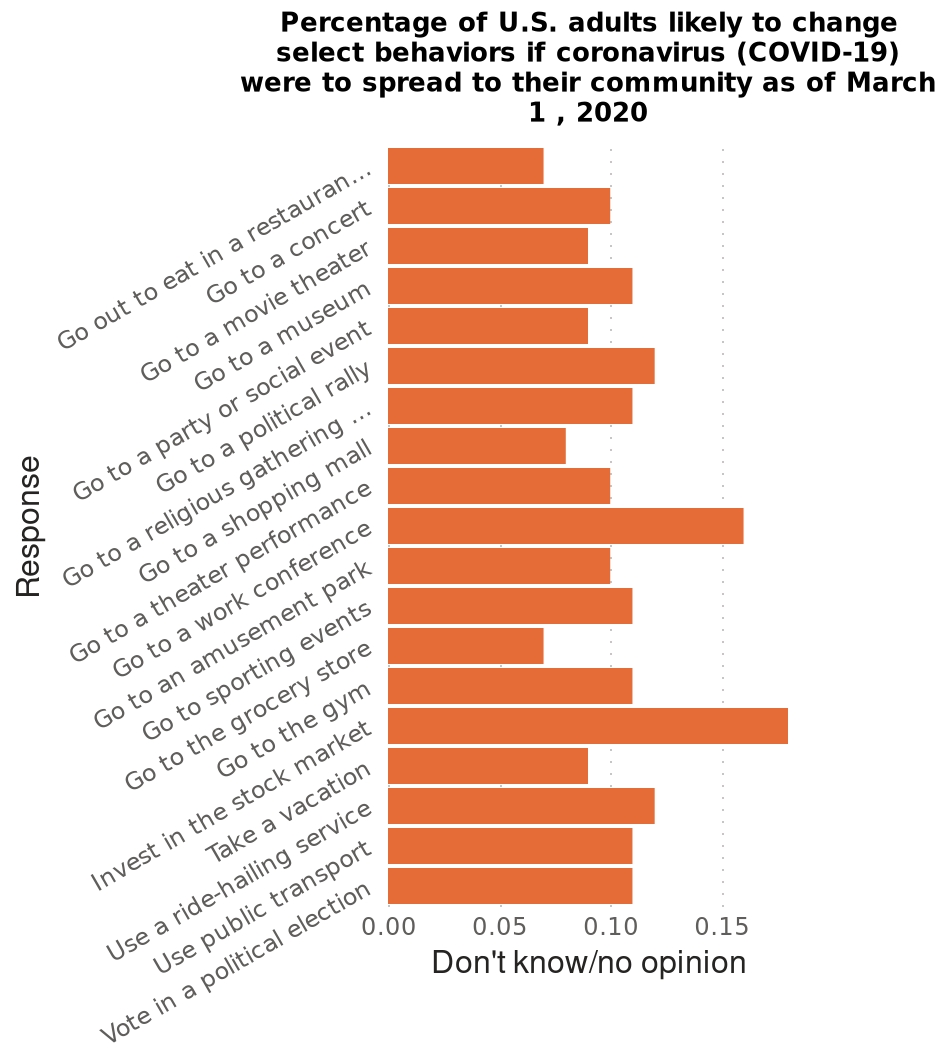 Percentage of U.S. adults likely to change
select behaviors if coronavirus (COVID-19)
were to spread to their community as of March
1 , 2020
Response
Go out to eat in a restauran...
Go to a concert
Go to a movie theater
Go to a museum
Go to a party or social event
Go to a political rally
Go to a religious gathering ...
Go to a shopping mall
Go to a theater performance
Go to a work conference
Go to an amusement park
Go to sporting events
Go to the grocery store
Go to the gym
Invest in the stock market
Take a vacation
Use a ride-hailing service
Use public transport
Vote in a political election
0.00 0.05 0.10 0.15
Don't know/no opinion